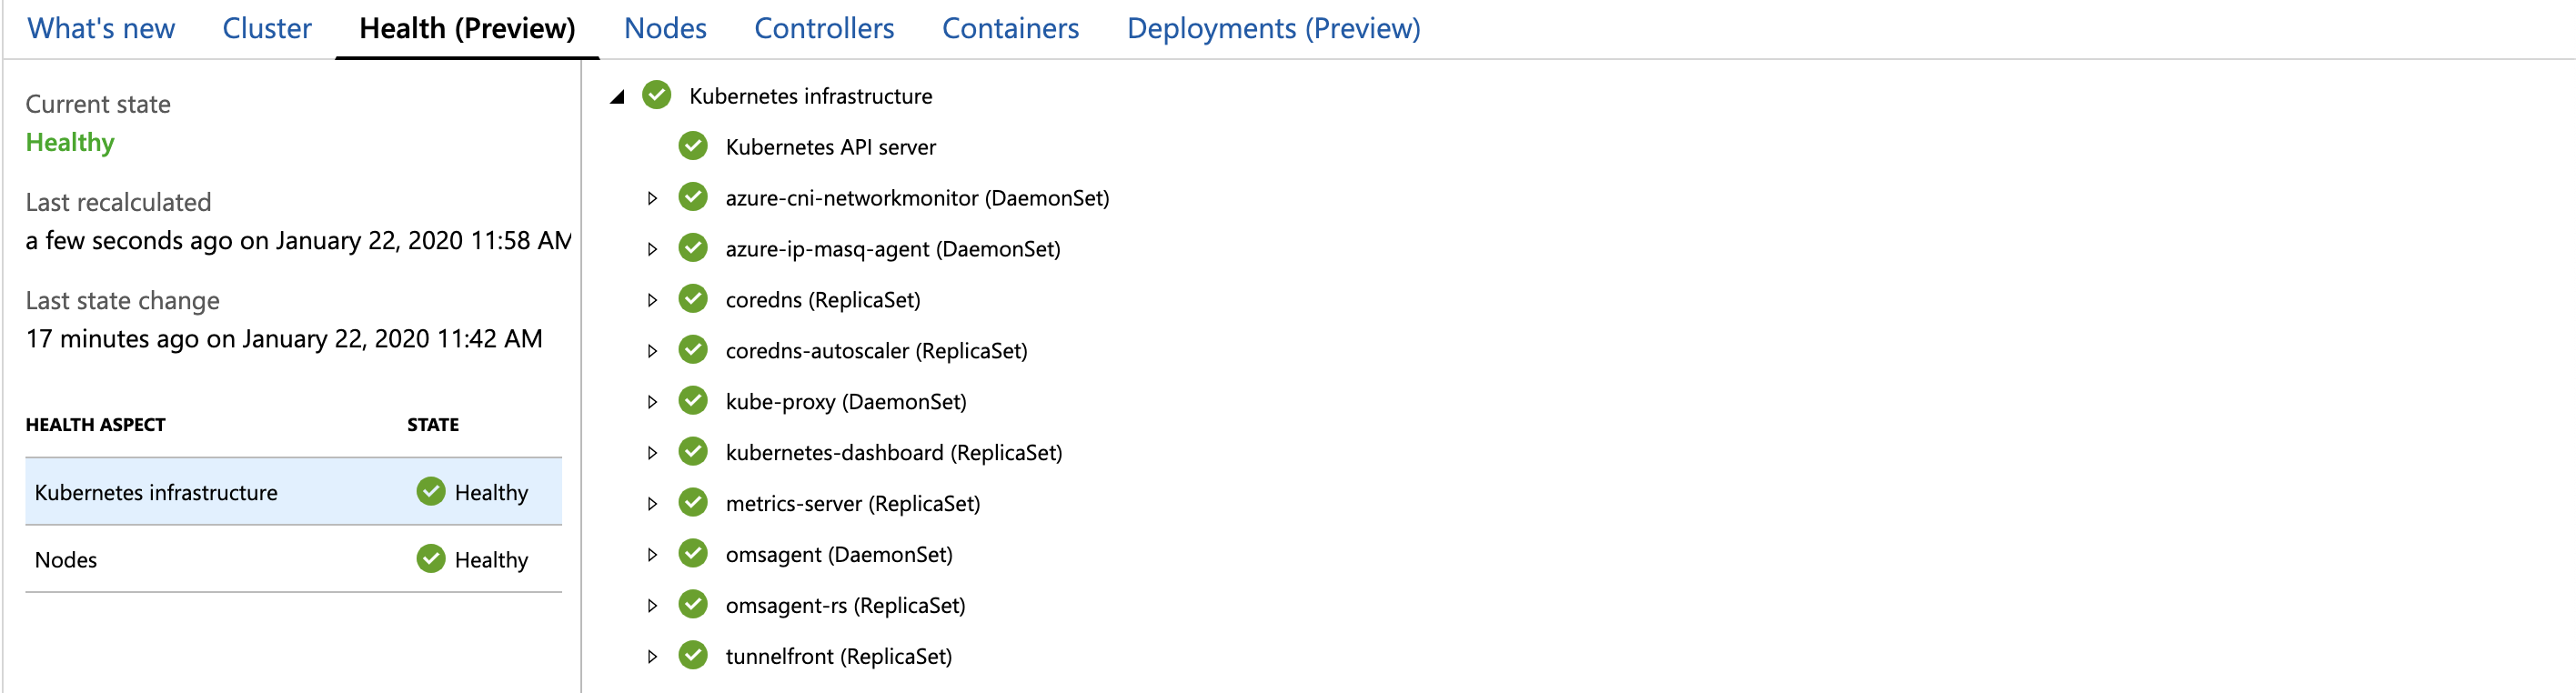 What's new Cluster Health (Preview) Nodes Controllers Containers Deployments (Preview)
Current state
Healthy
Last recalculated
a few seconds ago on January 22, 2020 11:58 AM
Last state change
17 minutes ago on January 22, 2020 11:42 AM
HEALTH ASPECT STATE
Kubernetes infrastructure Healthy
Nodes Healthy
Kubernetes infrastructure
Kubernetes API server
azure-cni-networkmonitor (DaemonSet)
azure-ip-masq-agent (DaemonSet)
coredns (ReplicaSet)
coredns-autoscaler (ReplicaSet)
kube-proxy (DaemonSet)
kubernetes-dashboard (ReplicaSet)
metrics-server (ReplicaSet)
omsagent (DaemonSet)
omsagent-rs (ReplicaSet)
tunnelfront (ReplicaSet)